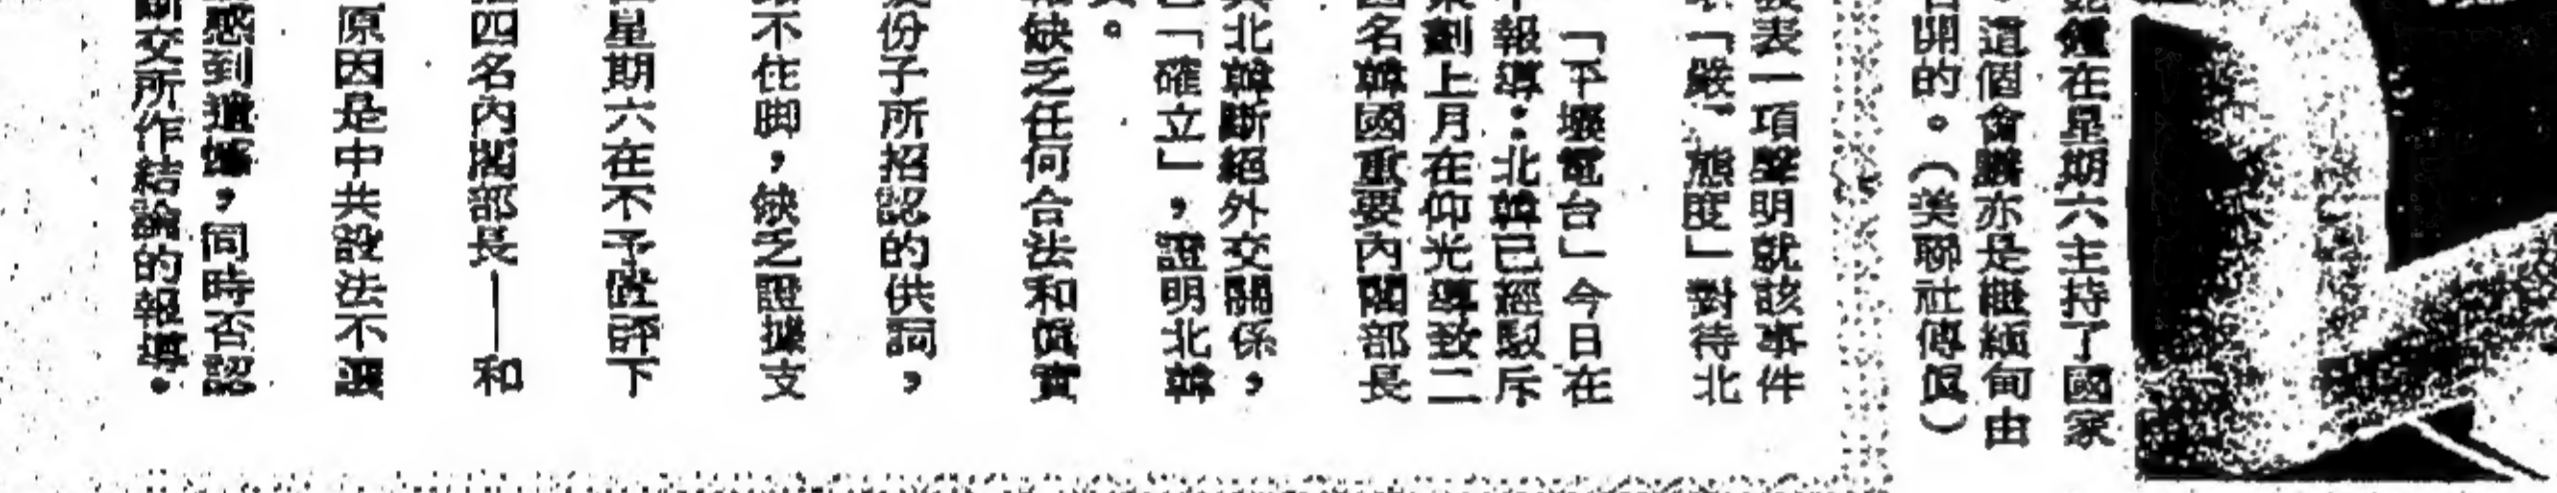 鐘在星期六主持了國家
。這個會議亦是繼緬甸由
召開的。（美聯社傳眞）
發表一項聲明就該事件
「嚴厲態度」對待北
「平壤電台」今日在
報導：北韓已經駁斥
策劃上月在仰光導致二
四名韓國重要內閣部長
與北韓斷絕外交關係，
已「確立」，證明北韓
。
缺乏任何合法和眞實
份子所招認的供詞，
不住脚，缺乏證據支
星期六在不予置評下
四名內閣部長——和
原因是中共設法不讓
感到遺憾，同時否認
斷交所作結論的報導。